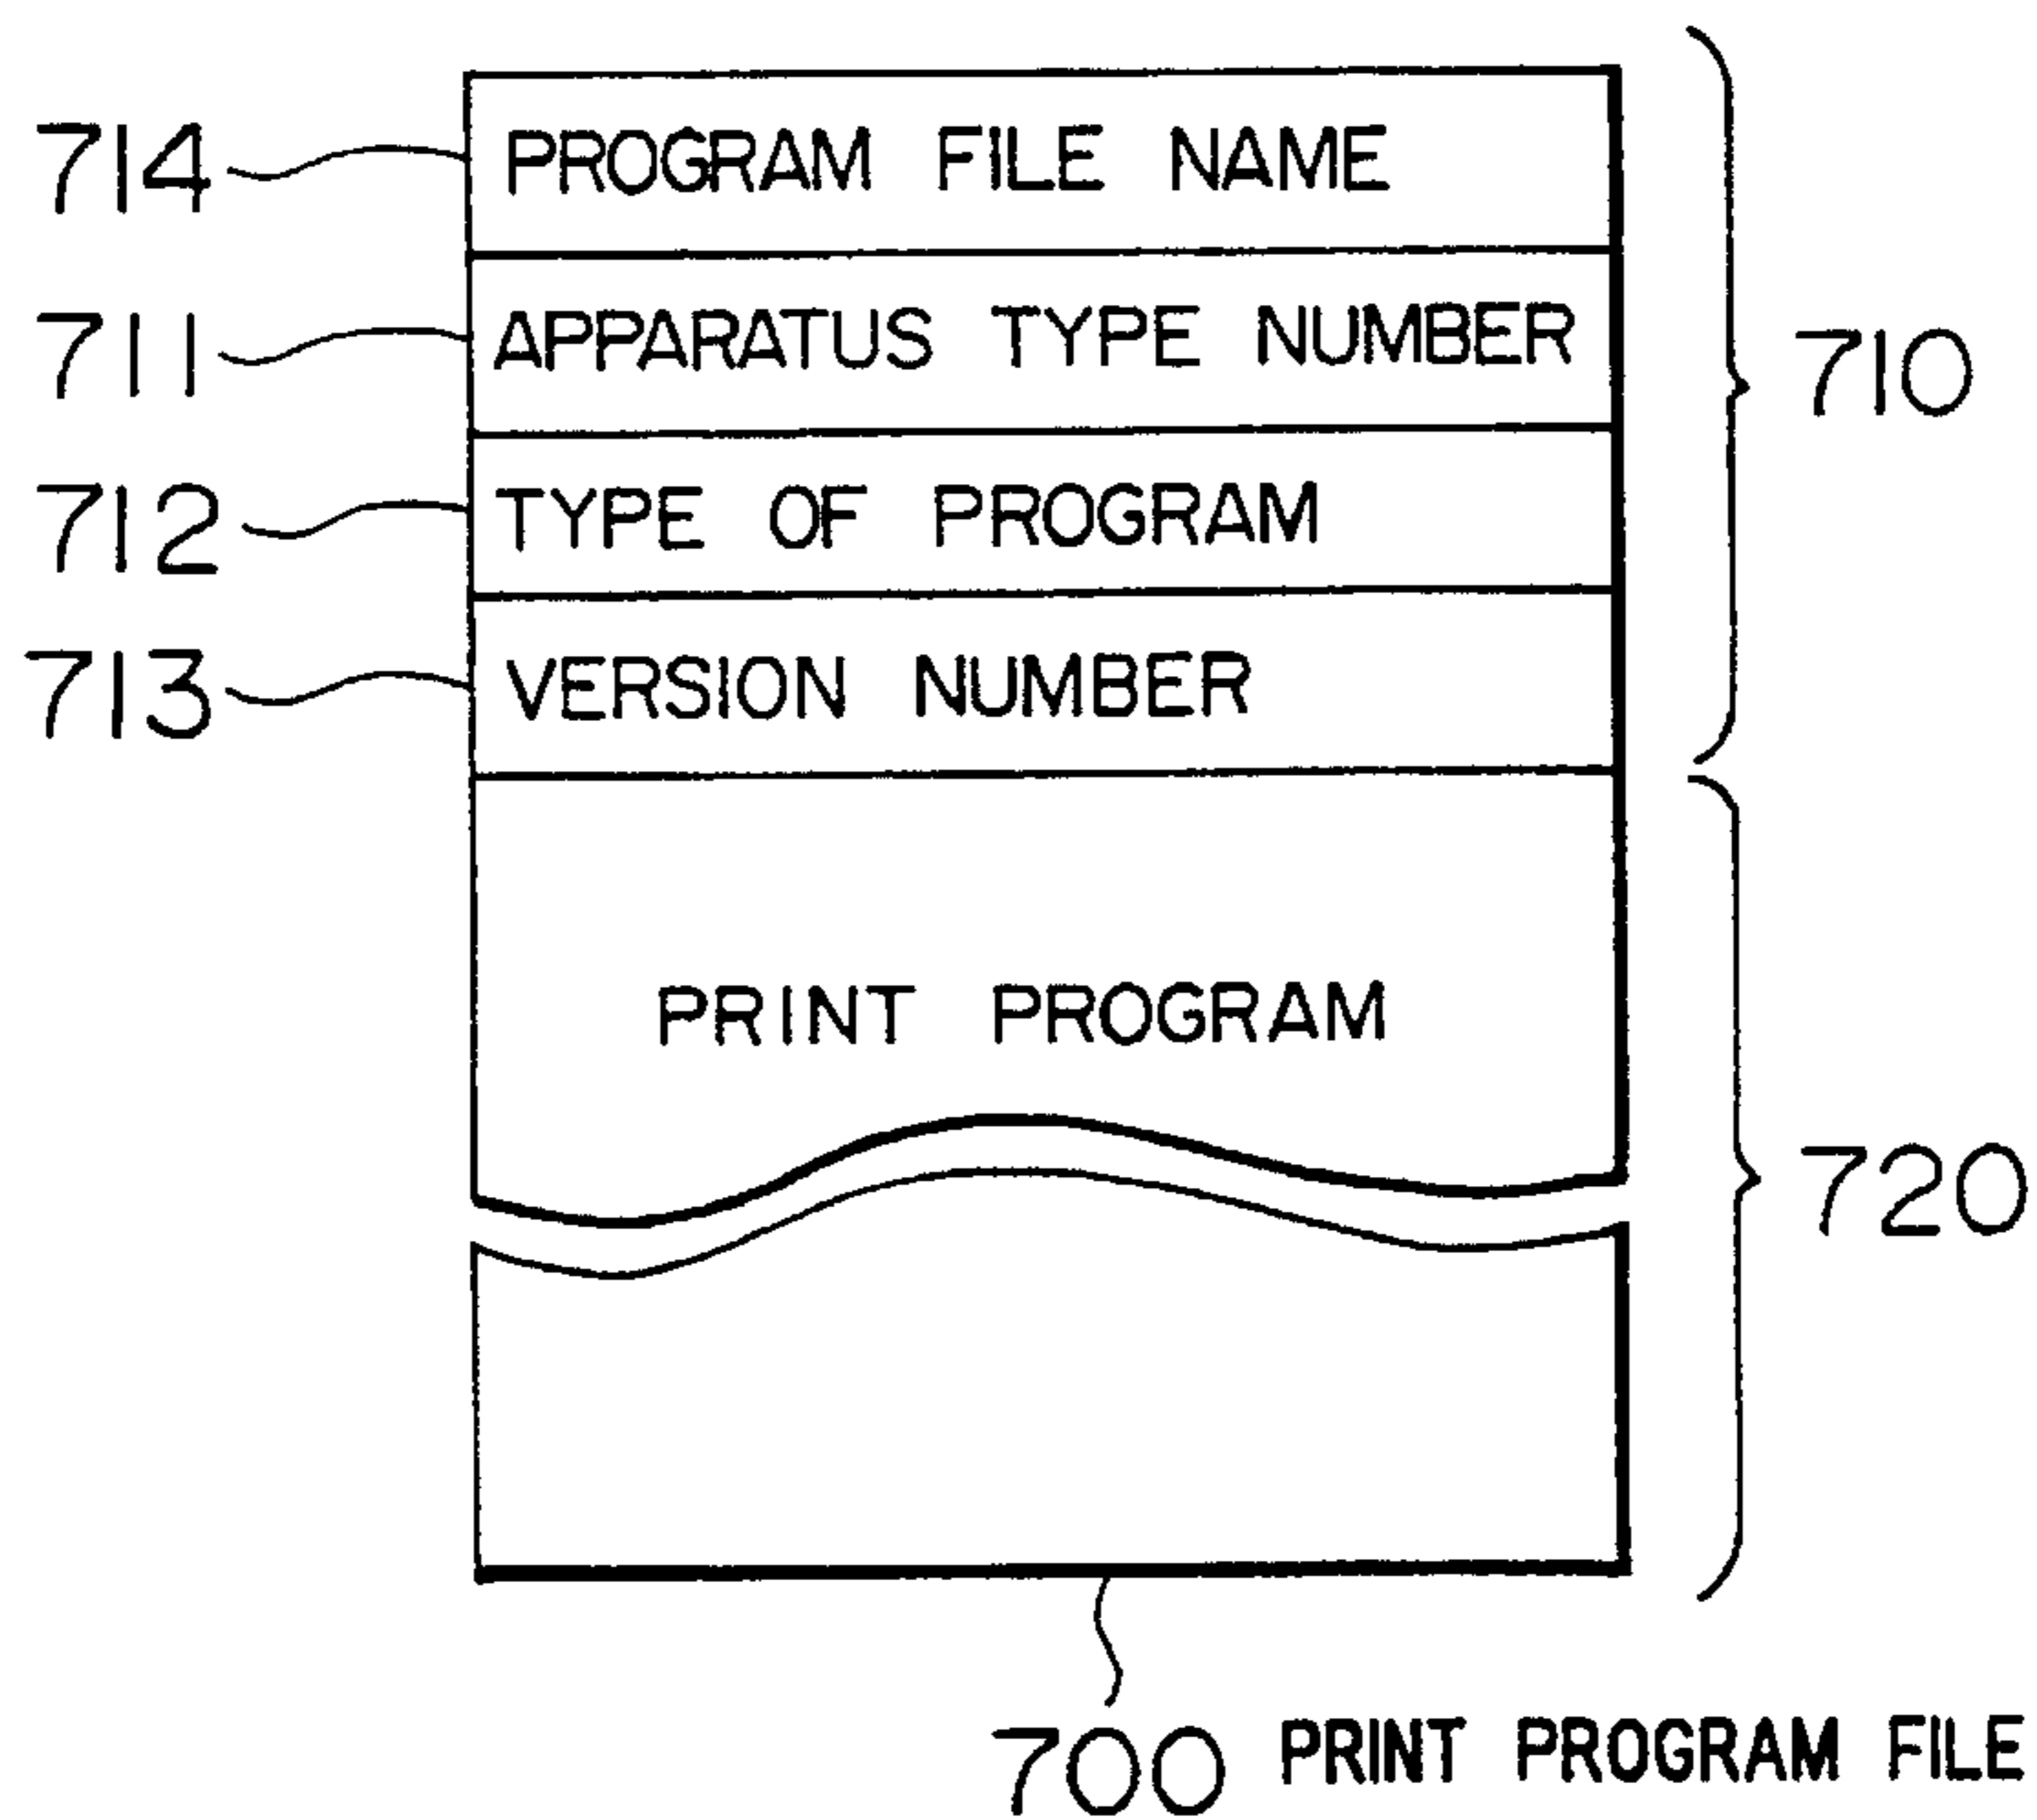 714 PROGRAM FILE NAME
711 APPARATUS TYPE NUMBER
710
712 TYPE OF PROGRAM
713 VERSION NUMBER
PRINT PROGRAM
720
700 PRINT PROGRAM FILE